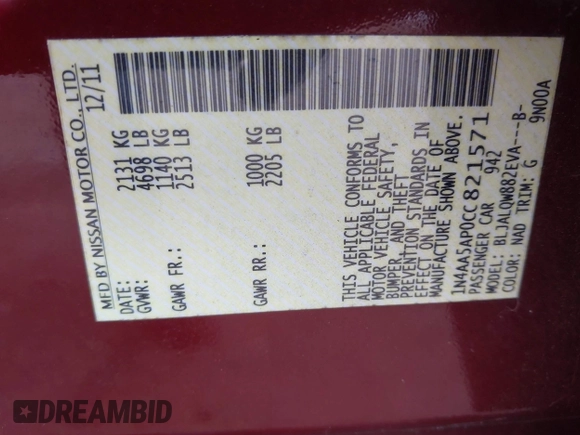 MFD BY NISSAN MOTOR CO., LTD.
DATE: 12/11
GVWR: 2131 KG
4698 LB
GAWR FR.: 1140 KG
2513 LB
GAWR RR.: 1000 KG
2205 LB
THIS VEHICLE CONFORMS TO
ALL APPLICABLE FEDERAL
MOTOR VEHICLE SAFETY,
BUMPER, AND THEFT
PREVENTION STANDARDS IN
EFFECT ON THE DATE OF
MANUFACTURE SHOWN ABOVE.
1N4AA5AP0CC821571
PASSENGER CAR 942
MODEL: BLJALQW882EVA---B-
COLOR: NAD TRIM: G 9N00A
DREAMBID